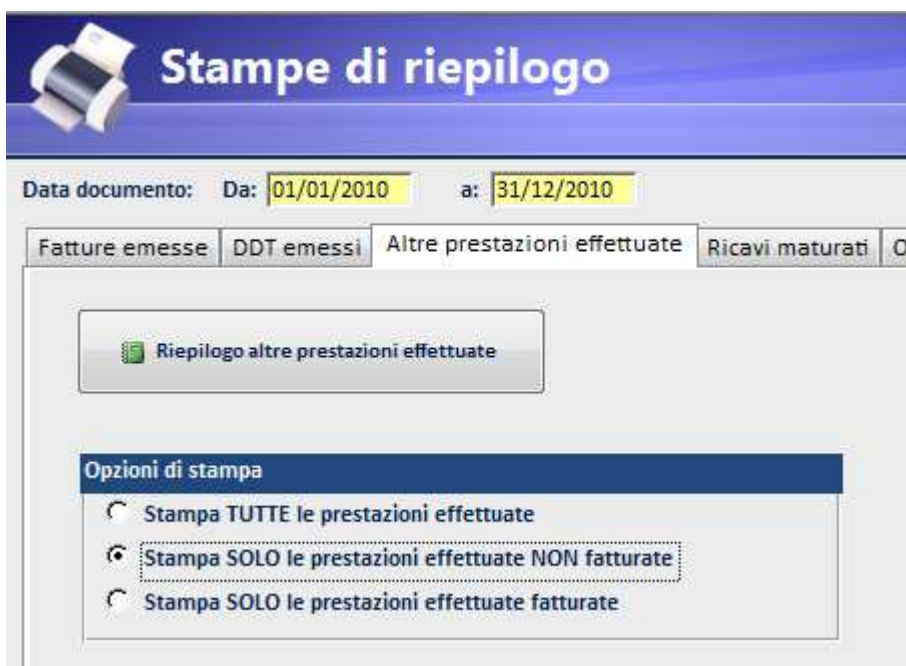 Stampe di riepilogo
Data documento: Da: 01/01/2010 a: 31/12/2010
Fatture emesse DDT emessi Altre prestazioni effettuate Ricavi maturati
Riepilogo altre prestazioni effettuate
Opzioni di stampa
Stampa TUTTE le prestazioni effettuate
Stampa SOLO le prestazioni effettuate NON fatturate
Stampa SOLO le prestazioni effettuate fatturate